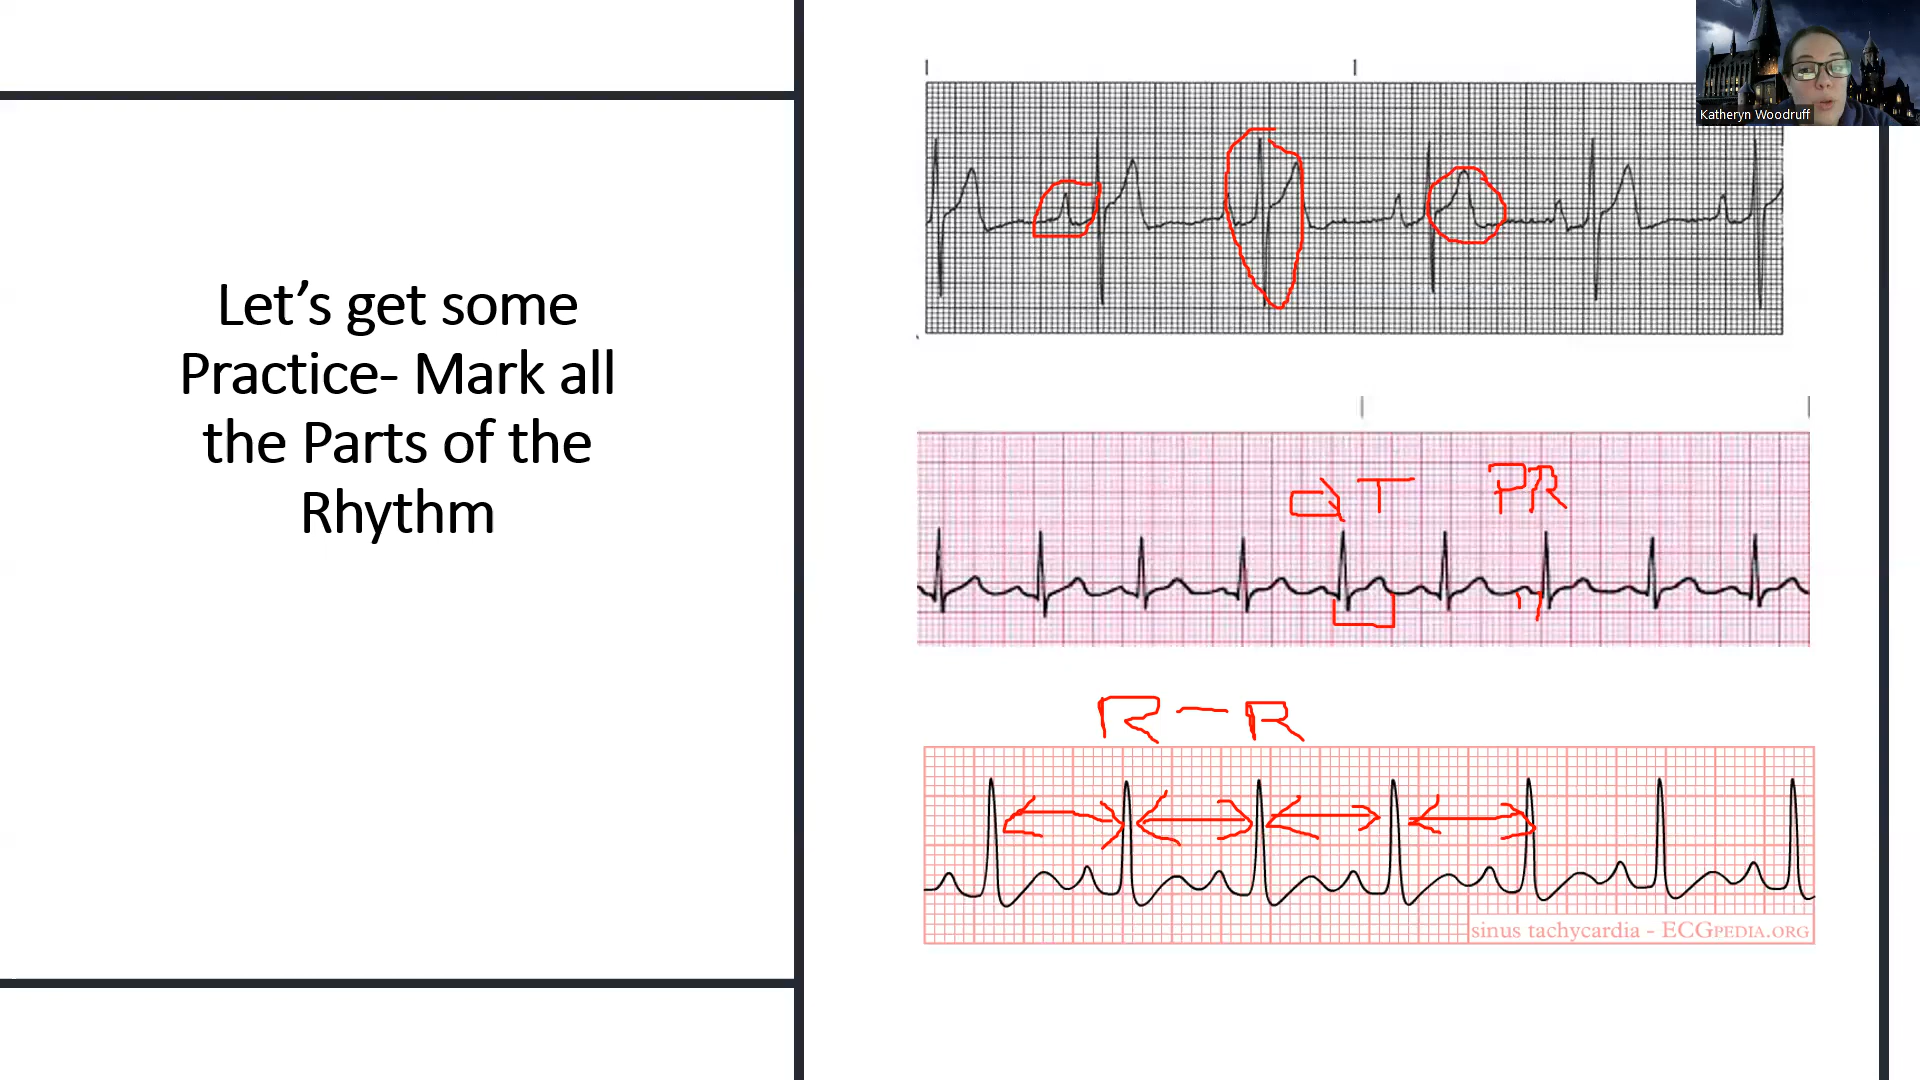 Let’s get some
Practice- Mark all
the Parts of the
Rhythm
Katheryn Woodruff
QT PR
R - R
sinus tachycardia - ECGPEDIA.ORG